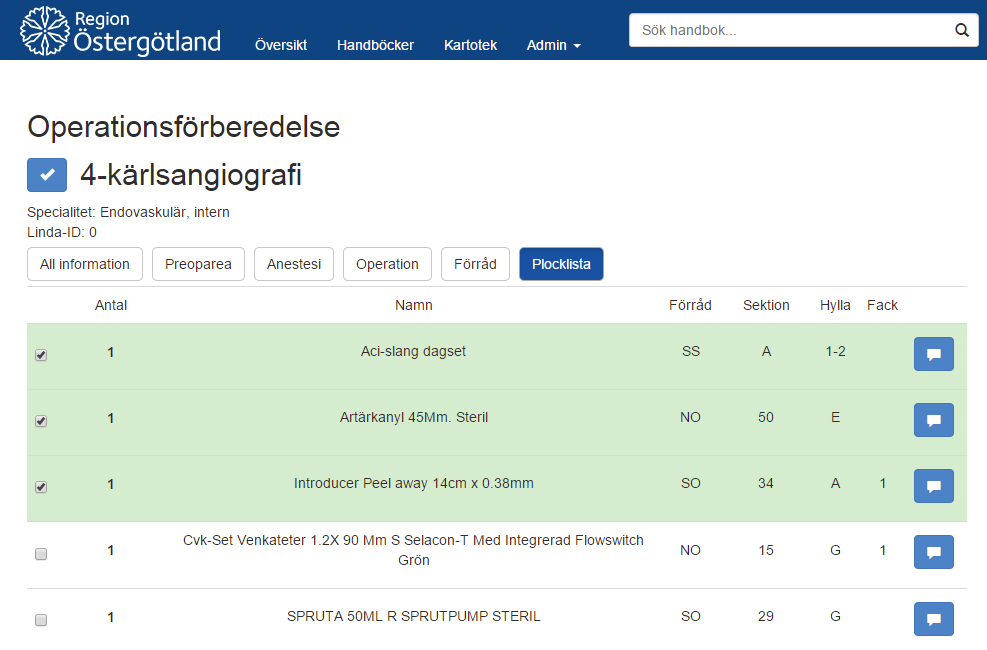 Region
Östergötland
Översikt Handböcker Kartotek Admin
Sök handbok...
Operationsförberedelse
4-kärlsangiografi
Specialitet: Endovaskulär, intern
Linda-ID: 0
All information Preoparea Anestesi Operation Förråd Plocklista
Antal Namn Förråd Sektion Hylla Fack
1 Aci-slang dagset SS A 1-2
1 Artärkanyl 45Mm. Steril NO 50 E
1 Introducer Peel away 14cm x 0.38mm SO 34 A 1
1 Cvk-Set Venkateter 1.2X 90 Mm S Selacon-T Med Integrerad Flowswitch NO 15 G 1
Grön
1 SPRUTA 50ML R SPRUTPUMP STERIL SO 29 G